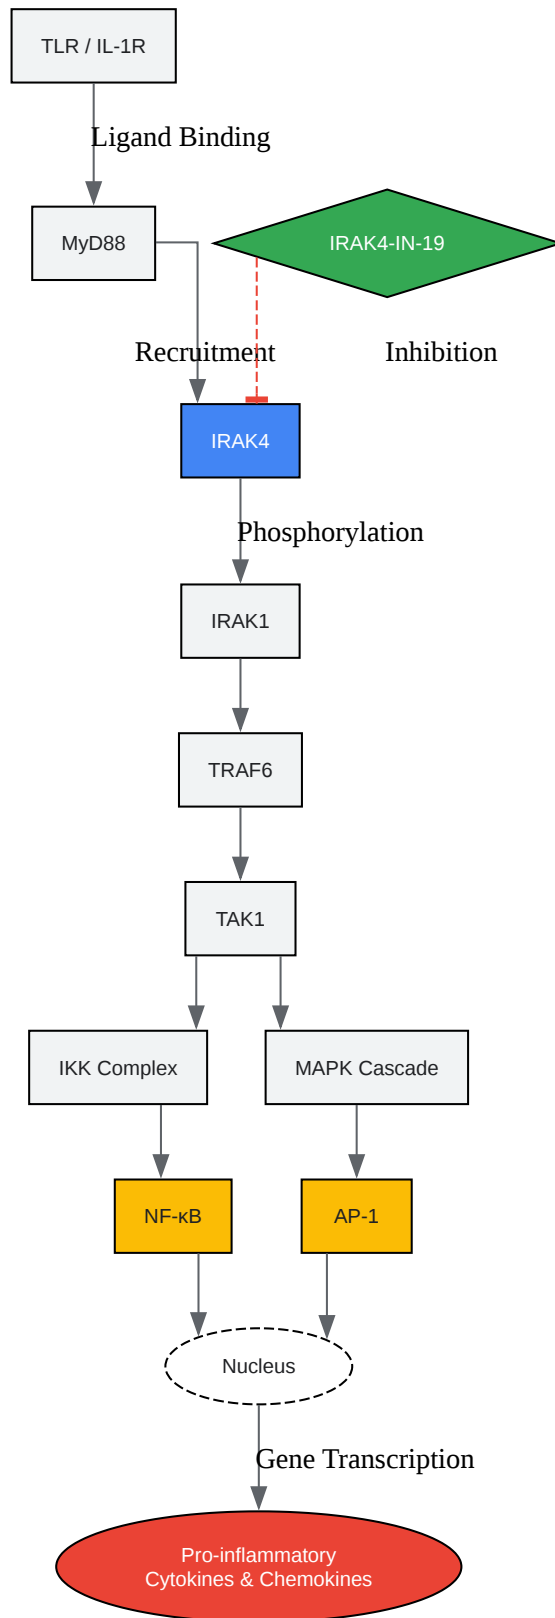 TLR / IL-1R
Ligand Binding
MyD88
IRAK4-IN-19
Recruitment
Inhibition
IRAK4
Phosphorylation
IRAK1
TRAF6
TAK1
IKK Complex
MAPK Cascade
NF-κB
AP-1
Nucleus
Gene Transcription
Pro-inflammatory
Cytokines & Chemokines